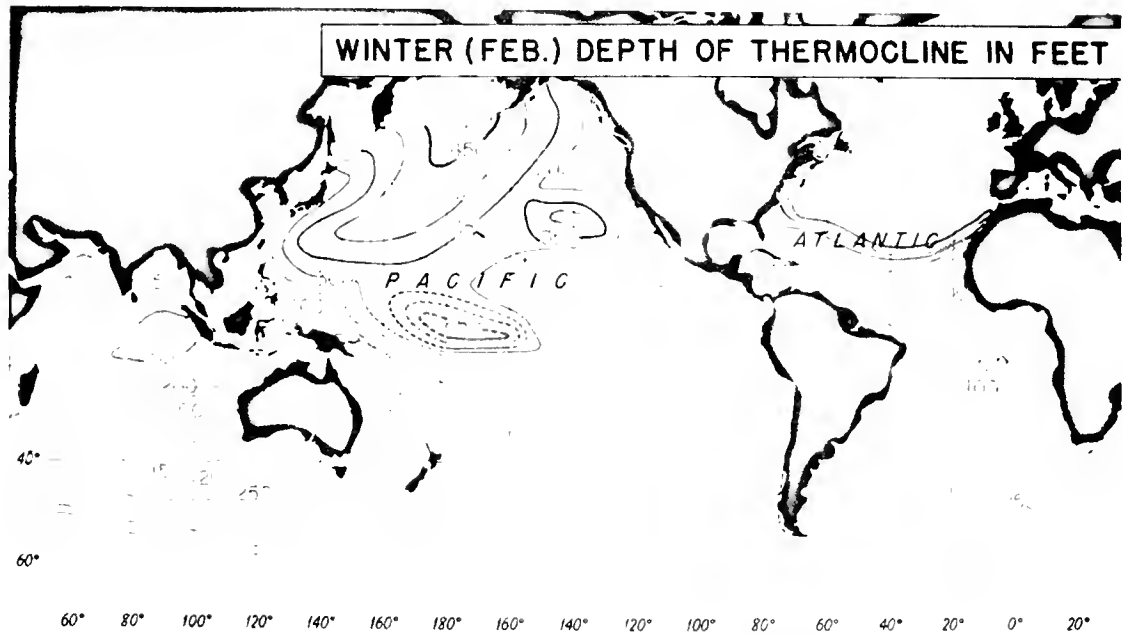 WINTER (FEB.) DEPTH OF THERMOCLINE IN FEET
ATLANTIC
PACIFIC
40°
60°
60° 80° 100° 120° 140° 160° 180° 160° 140° 120° 100° 80° 60° 40° 20° 0° 20°